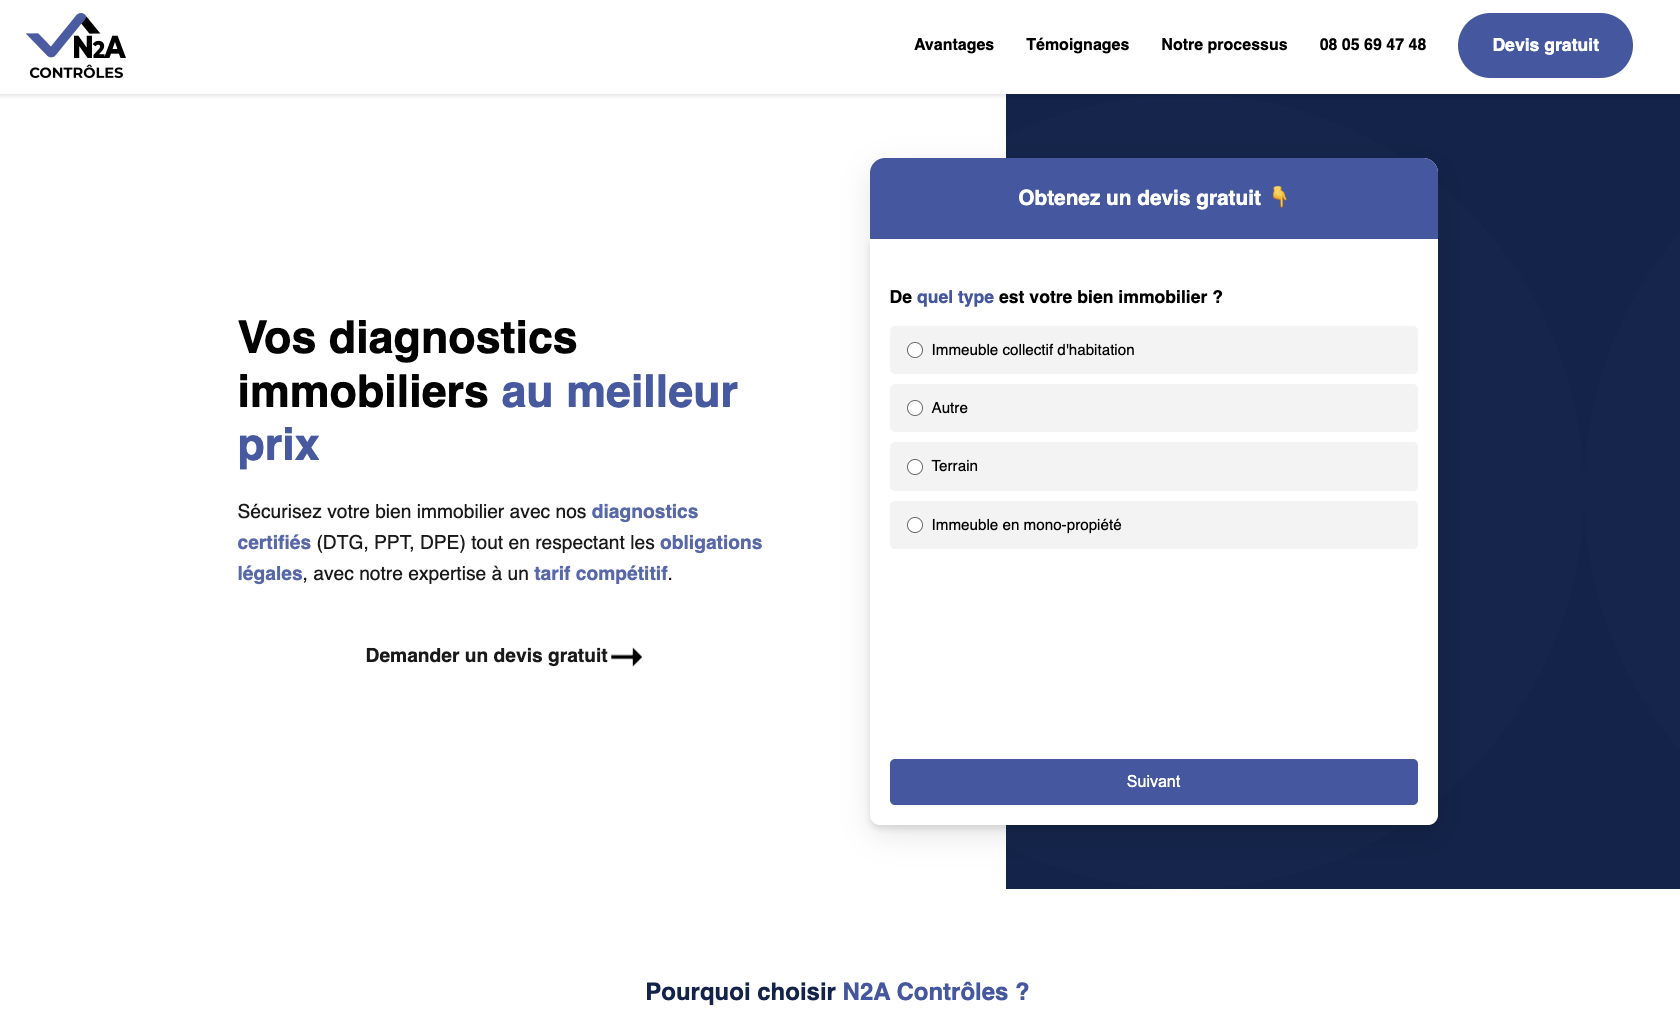 N2A
CONTRÔLES
Avantages
Témoignages
Notre processus
08 05 69 47 48
Devis gratuit
Vos diagnostics
immobiliers au meilleur
prix
Sécurisez votre bien immobilier avec nos diagnostics
certifiés (DTG, PPT, DPE) tout en respectant les obligations
légales, avec notre expertise à un tarif compétitif.
Demander un devis gratuit
Obtenez un devis gratuit 👇
De quel type est votre bien immobilier ?
Immeuble collectif d'habitation
Autre
Terrain
Immeuble en mono-propiété
Suivant
Pourquoi choisir N2A Contrôles ?